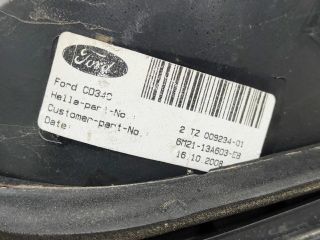 Ford
Ford CD34C
Hella-part-No.: 2 TZ 009234-01
Customer-part-No.: 6M21-13A603-CB
Date: 16.10.2008